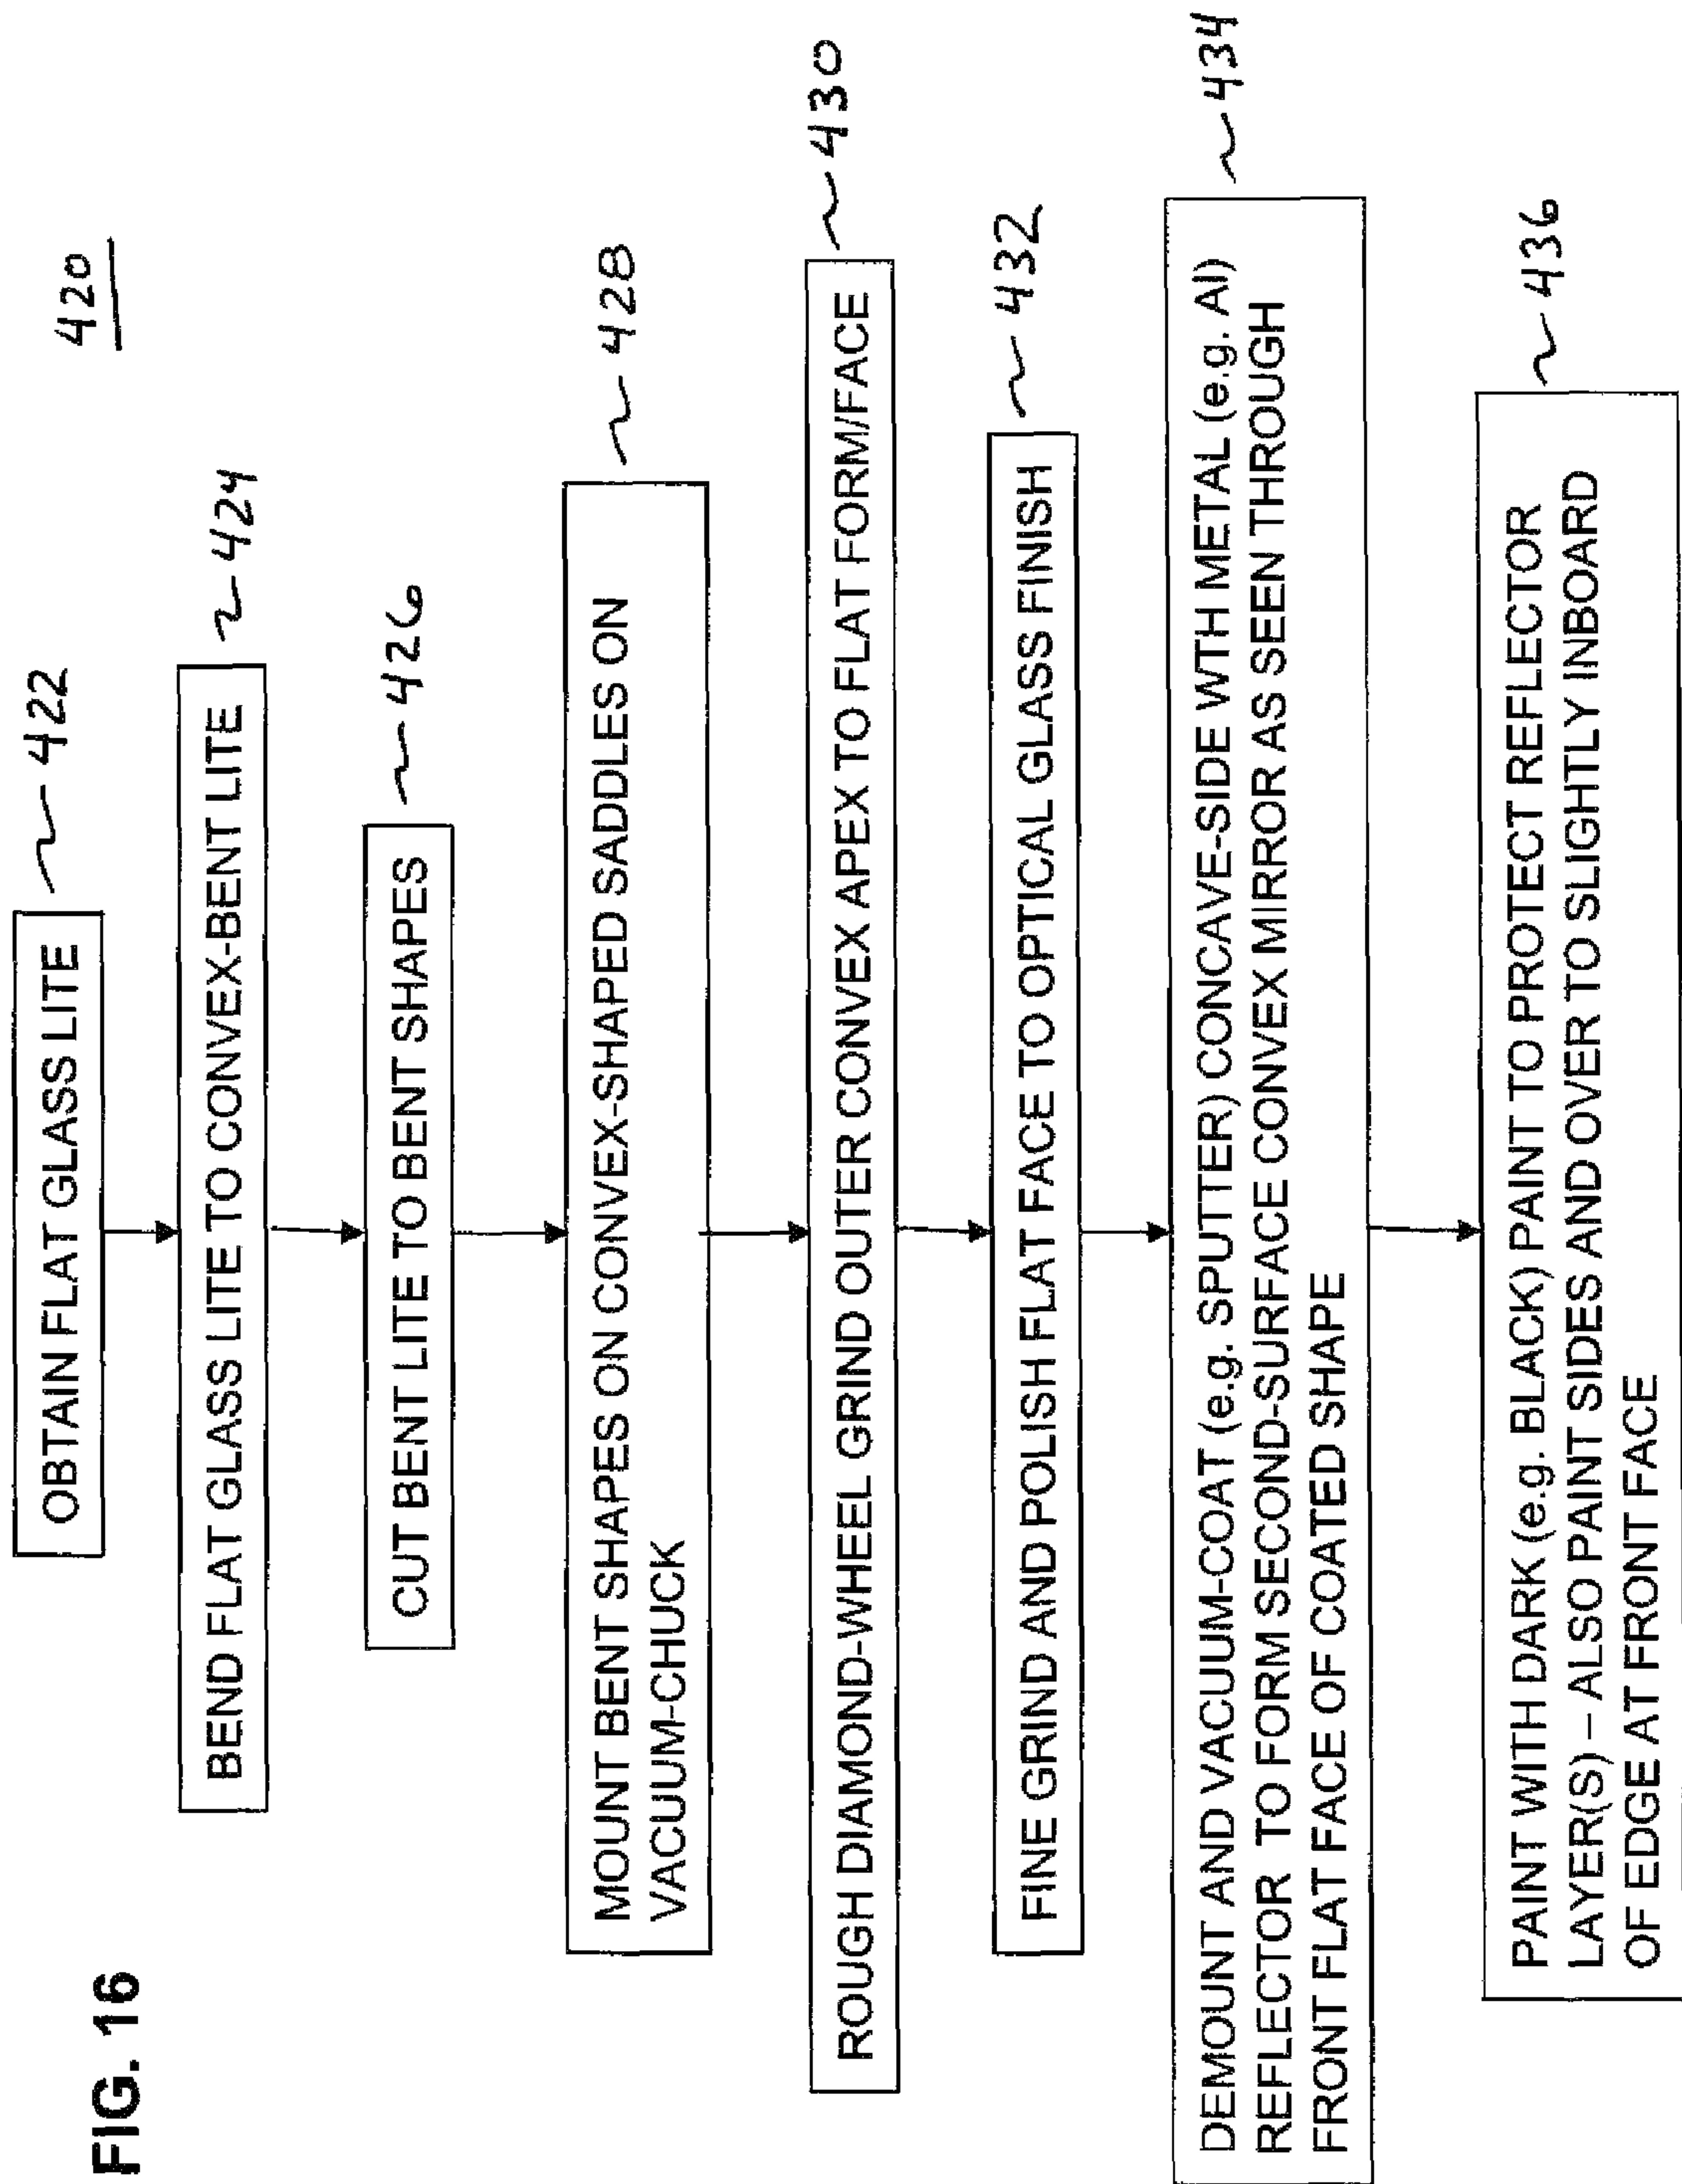 FIG. 16
420
OBTAIN FLAT GLASS LITE
~ 422
BEND FLAT GLASS LITE TO CONVEX-BENT LITE
~ 424
CUT BENT LITE TO BENT SHAPES
~ 426
MOUNT BENT SHAPES ON CONVEX-SHAPED SADDLES ON
VACUUM-CHUCK
~ 428
ROUGH DIAMOND-WHEEL GRIND OUTER CONVEX APEX TO FLAT FORM/FACE
~ 430
FINE GRIND AND POLISH FLAT FACE TO OPTICAL GLASS FINISH
~ 432
DEMOUNT AND VACUUM-COAT (e.g. SPUTTER) CONCAVE-SIDE WTH METAL (e.g. Al)
REFLECTOR TO FORM SECOND-SURFACE CONVEX MIRROR AS SEEN THROUGH
FRONT FLAT FACE OF COATED SHAPE
~ 434
PAINT WITH DARK (e.g. BLACK) PAINT TO PROTECT REFLECTOR
LAYER(S) – ALSO PAINT SIDES AND OVER TO SLIGHTLY INBOARD
OF EDGE AT FRONT FACE
~ 436